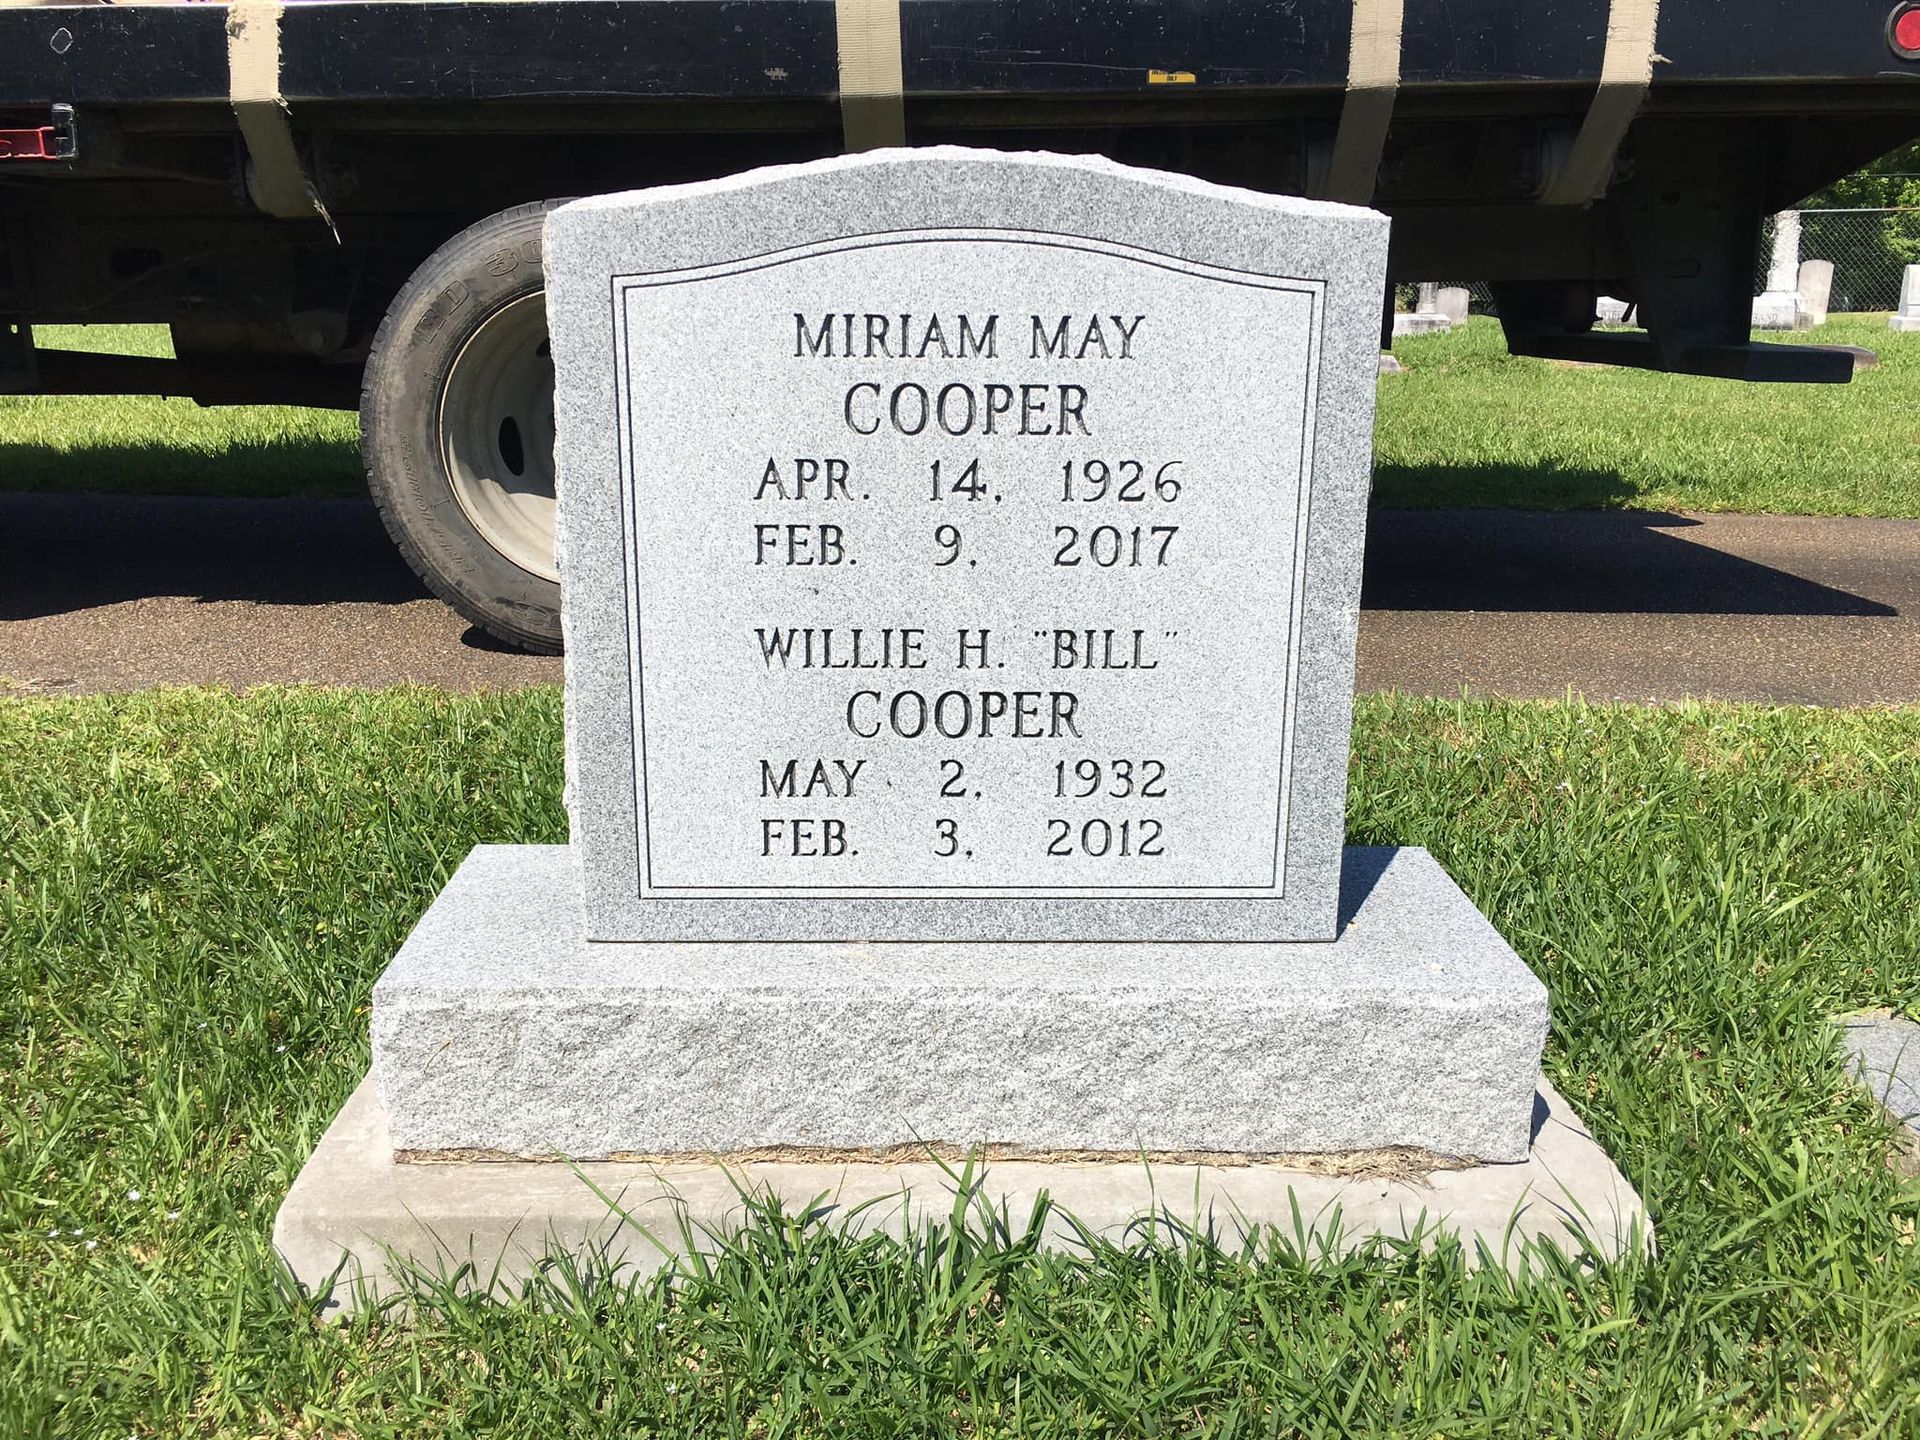 MIRIAM MAY
COOPER
APR. 14, 1926
FEB. 9, 2017
WILLIE H. "BILL"
COOPER
MAY 2, 1932
FEB. 3, 2012